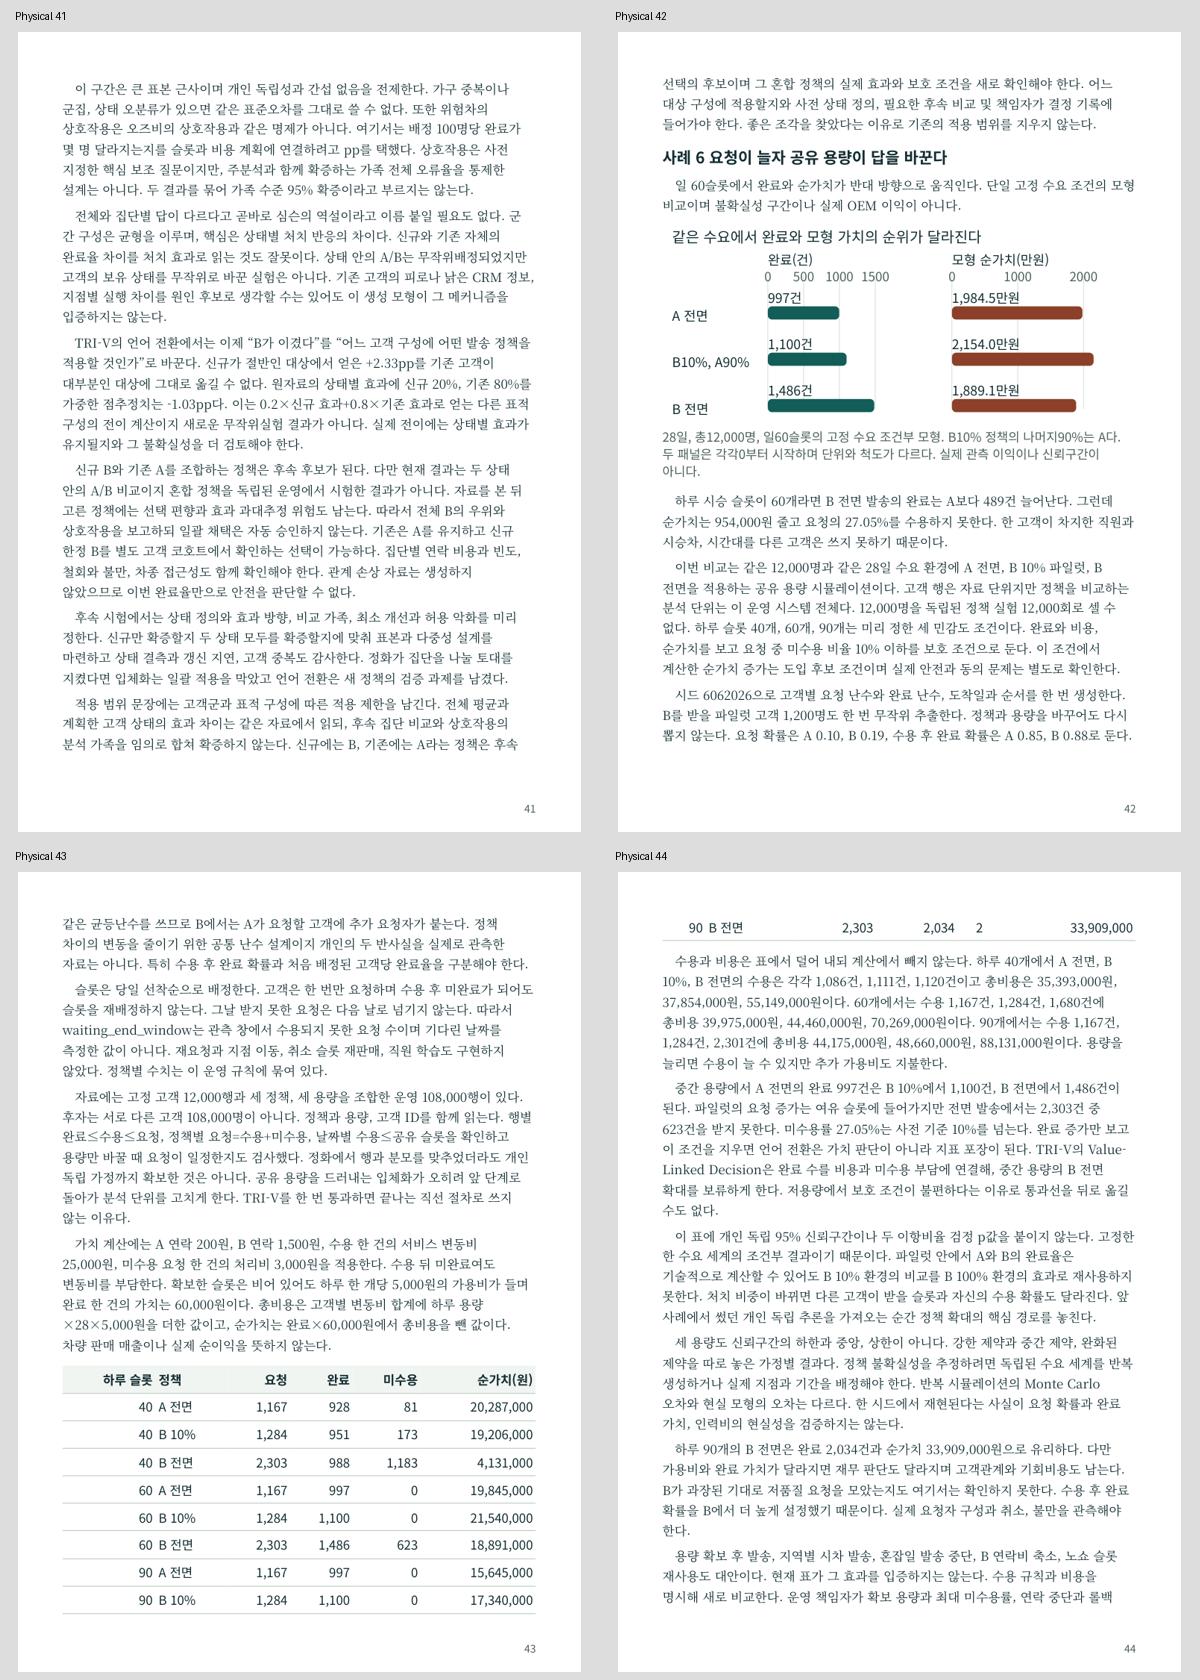 Physical 41
이 구간은 큰 표본 근사이며 개인 독립성과 간섭 없음을 전제한다. 가구 중복이나
군집, 상태 오분류가 있으면 같은 표준오차를 그대로 쓸 수 없다. 또한 위험차의
상호작용은 오즈비의 상호작용과 같은 명제가 아니다. 여기서는 배정 100명당 완료가
몇 명 달라지는지를 슬롯과 비용 계획에 연결하려고 pp를 택했다. 상호작용은 사전
지정한 핵심 보조 질문이지만, 주분석과 함께 확증하는 가족 전체 오류율을 통제한
설계는 아니다. 두 결과를 묶어 가족 수준 95% 확증이라고 부르지는 않는다.
전체와 집단별 답이 다르다고 곧바로 심슨의 역설이라고 이름 붙일 필요도 없다. 군
간 구성은 균형을 이루며, 핵심은 상태별 처치 반응의 차이다. 신규와 기존 자체의
완료율 차이를 처치 효과로 읽는 것도 잘못이다. 상태 안의 A/B는 무작위배정되었지만
고객의 보유 상태를 무작위로 바꾼 실험은 아니다. 기존 고객의 피로나 낡은 CRM 정보,
지점별 실행 차이를 원인 후보로 생각할 수는 있어도 이 생성 모형이 그 메커니즘을
입증하지는 않는다.
TRI-V의 언어 전환에서는 이제 “B가 이겼다”를 “어느 고객 구성에 어떤 발송 정책을
적용할 것인가”로 바꾼다. 신규가 절반인 대상에서 얻은 +2.33pp를 기존 고객이
대부분인 대상에 그대로 옮길 수 없다. 원자료의 상태별 효과에 신규 20%, 기존 80%를
가중한 점추정치는 -1.03pp다. 이는 0.2×신규 효과+0.8×기존 효과로 얻는 다른 표적
구성의 전이 계산이지 새로운 무작위실험 결과가 아니다. 실제 전이에는 상태별 효과가
유지될지와 그 불확실성을 더 검토해야 한다.
신규 B와 기존 A를 조합하는 정책은 후속 후보가 된다. 다만 현재 결과는 두 상태
안의 A/B 비교이지 혼합 정책을 독립된 운영에서 시험한 결과가 아니다. 자료를 본 뒤
고른 정책에는 선택 편향과 효과 과대추정 위험도 남는다. 따라서 전체 B의 우위와
상호작용을 보고하되 일괄 채택은 자동 승인하지 않는다. 기존은 A를 유지하고 신규
한정 B를 별도 고객 코호트에서 확인하는 선택이 가능하다. 집단별 연락 비용과 빈도,
철회와 불만, 차종 접근성도 함께 확인해야 한다. 관계 손상 자료는 생성하지
않았으므로 이번 완료율만으로 안전을 판단할 수 없다.
후속 시험에서는 상태 정의와 효과 방향, 비교 가족, 최소 개선과 허용 악화를 미리
정한다. 신규만 확증할지 두 상태 모두를 확증할지에 맞춰 표본과 다중성 설계를
마련하고 상태 결측과 갱신 지연, 고객 중복도 감사한다. 정화가 집단을 나눌 토대를
지켰다면 입체화는 일괄 적용을 막았고 언어 전환은 새 정책의 검증 과제를 남겼다.
적용 범위 문장에는 고객군과 표적 구성에 따른 적용 제한을 남긴다. 전체 평균과
계획한 고객 상태의 효과 차이는 같은 자료에서 읽되, 후속 집단 비교와 상호작용의
분석 가족을 임의로 합쳐 확증하지 않는다. 신규에는 B, 기존에는 A라는 정책은 후속
41
Physical 42
선택의 후보이며 그 혼합 정책의 실제 효과와 보호 조건을 새로 확인해야 한다. 어느
대상 구성에 적용할지와 사전 상태 정의, 필요한 후속 비교 및 책임자가 결정 기록에
들어가야 한다. 좋은 조각을 찾았다는 이유로 기존의 적용 범위를 지우지 않는다.
사례 6 요청이 늘자 공유 용량이 답을 바꾼다
일 60슬롯에서 완료와 순가치가 반대 방향으로 움직인다. 단일 고정 수요 조건의 모형
비교이며 불확실성 구간이나 실제 OEM 이익이 아니다.
같은 수요에서 완료와 모형 가치의 순위가 달라진다
완료(건) 모형 순가치(만원)
0 500 1000 1500 0 1000 2000
997건 1,984.5만원
A 전면
1,100건 2,154.0만원
B10%, A90%
1,486건 1,889.1만원
B 전면
28일, 총12,000명, 일60슬롯의 고정 수요 조건부 모형. B10% 정책의 나머지90%는 A다.
두 패널은 각각0부터 시작하며 단위와 척도가 다르다. 실제 관측 이익이나 신뢰구간이
아니다.
하루 시승 슬롯이 60개라면 B 전면 발송의 완료는 A보다 489건 늘어난다. 그런데
순가치는 954,000원 줄고 요청의 27.05%를 수용하지 못한다. 한 고객이 차지한 직원과
시승차, 시간대를 다른 고객은 쓰지 못하기 때문이다.
이번 비교는 같은 12,000명과 같은 28일 수요 환경에 A 전면, B 10% 파일럿, B
전면을 적용하는 공유 용량 시뮬레이션이다. 고객 행은 자료 단위지만 정책을 비교하는
분석 단위는 이 운영 시스템 전체다. 12,000명을 독립된 정책 실험 12,000회로 셀 수
없다. 하루 슬롯 40개, 60개, 90개는 미리 정한 세 민감도 조건이다. 완료와 비용,
순가치를 보고 요청 중 미수용 비율 10% 이하를 보호 조건으로 둔다. 이 조건에서
계산한 순가치 증가는 도입 후보 조건이며 실제 안전과 동의 문제는 별도로 확인한다.
시드 6062026으로 고객별 요청 난수와 완료 난수, 도착일과 순서를 한 번 생성한다.
B를 받을 파일럿 고객 1,200명도 한 번 무작위 추출한다. 정책과 용량을 바꾸어도 다시
뽑지 않는다. 요청 확률은 A 0.10, B 0.19, 수용 후 완료 확률은 A 0.85, B 0.88로 둔다.
42
Physical 43
같은 균등난수를 쓰므로 B에서는 A가 요청할 고객에 추가 요청자가 붙는다. 정책
차이의 변동을 줄이기 위한 공통 난수 설계이지 개인의 두 반사실을 실제로 관측한
자료는 아니다. 특히 수용 후 완료 확률과 처음 배정된 고객당 완료율을 구분해야 한다.
슬롯은 당일 선착순으로 배정한다. 고객은 한 번만 요청하며 수용 후 미완료가 되어도
슬롯을 재배정하지 않는다. 그날 받지 못한 요청은 다음 날로 넘기지 않는다. 따라서
waiting_end_window는 관측 창에서 수용되지 못한 요청 수이며 기다린 날짜를
측정한 값이 아니다. 재요청과 지점 이동, 취소 슬롯 재판매, 직원 학습도 구현하지
않았다. 정책별 수치는 이 운영 규칙에 묶여 있다.
자료에는 고정 고객 12,000행과 세 정책, 세 용량을 조합한 운영 108,000행이 있다.
후자는 서로 다른 고객 108,000명이 아니다. 정책과 용량, 고객 ID를 함께 읽는다. 행별
완료≤수용≤요청, 정책별 요청=수용+미수용, 날짜별 수용≤공유 슬롯을 확인하고
용량만 바꿀 때 요청이 일정한지도 검사했다. 정화에서 행과 분모를 맞추었더라도 개인
독립 가정까지 확보한 것은 아니다. 공유 용량을 드러내는 입체화가 오히려 앞 단계로
돌아가 분석 단위를 고치게 한다. TRI-V를 한 번 통과하면 끝나는 직선 절차로 쓰지
않는 이유다.
가치 계산에는 A 연락 200원, B 연락 1,500원, 수용 한 건의 서비스 변동비
25,000원, 미수용 요청 한 건의 처리비 3,000원을 적용한다. 수용 뒤 미완료여도
변동비를 부담한다. 확보한 슬롯은 비어 있어도 하루 한 개당 5,000원의 가용비가 들며
완료 한 건의 가치는 60,000원이다. 총비용은 고객별 변동비 합계에 하루 용량
×28×5,000원을 더한 값이고, 순가치는 완료×60,000원에서 총비용을 뺀 값이다.
차량 판매 매출이나 실제 순이익을 뜻하지 않는다.
하루 슬롯 정책 요청 완료 미수용 순가치(원)
40 A 전면 1,167 928 81 20,287,000
40 B 10% 1,284 951 173 19,206,000
40 B 전면 2,303 988 1,183 4,131,000
60 A 전면 1,167 997 0 19,845,000
60 B 10% 1,284 1,100 0 21,540,000
60 B 전면 2,303 1,486 623 18,891,000
90 A 전면 1,167 997 0 15,645,000
90 B 10% 1,284 1,100 0 17,340,000
43
Physical 44
90 B 전면 2,303 2,034 2 33,909,000
수용과 비용은 표에서 덜어 내되 계산에서 빼지 않는다. 하루 40개에서 A 전면, B
10%, B 전면의 수용은 각각 1,086건, 1,111건, 1,120건이고 총비용은 35,393,000원,
37,854,000원, 55,149,000원이다. 60개에서는 수용 1,167건, 1,284건, 1,680건에
총비용 39,975,000원, 44,460,000원, 70,269,000원이다. 90개에서는 수용 1,167건,
1,284건, 2,301건에 총비용 44,175,000원, 48,660,000원, 88,131,000원이다. 용량을
늘리면 수용이 늘 수 있지만 추가 가용비도 지불한다.
중간 용량에서 A 전면의 완료 997건은 B 10%에서 1,100건, B 전면에서 1,486건이
된다. 파일럿의 요청 증가는 여유 슬롯에 들어가지만 전면 발송에서는 2,303건 중
623건을 받지 못한다. 미수용률 27.05%는 사전 기준 10%를 넘는다. 완료 증가만 보고
이 조건을 지우면 언어 전환은 가치 판단이 아니라 지표 포장이 된다. TRI-V의 Value-
Linked Decision은 완료 수를 비용과 미수용 부담에 연결해, 중간 용량의 B 전면
확대를 보류하게 한다. 저용량에서 보호 조건이 불편하다는 이유로 통과선을 뒤로 옮길
수도 없다.
이 표에 개인 독립 95% 신뢰구간이나 두 이항비율 검정 p값을 붙이지 않는다. 고정한
한 수요 세계의 조건부 결과이기 때문이다. 파일럿 안에서 A와 B의 완료율은
기술적으로 계산할 수 있어도 B 10% 환경의 비교를 B 100% 환경의 효과로 재사용하지
못한다. 처치 비중이 바뀌면 다른 고객이 받을 슬롯과 자신의 수용 확률도 달라진다. 앞
사례에서 썼던 개인 독립 추론을 가져오는 순간 정책 확대의 핵심 경로를 놓친다.
세 용량도 신뢰구간의 하한과 중앙, 상한이 아니다. 강한 제약과 중간 제약, 완화된
제약을 따로 놓은 가정별 결과다. 정책 불확실성을 추정하려면 독립된 수요 세계를 반복
생성하거나 실제 지점과 기간을 배정해야 한다. 반복 시뮬레이션의 Monte Carlo
오차와 현실 모형의 오차는 다르다. 한 시드에서 재현된다는 사실이 요청 확률과 완료
가치, 인력비의 현실성을 검증하지는 않는다.
하루 90개의 B 전면은 완료 2,034건과 순가치 33,909,000원으로 유리하다. 다만
가용비와 완료 가치가 달라지면 재무 판단도 달라지며 고객관계와 기회비용도 남는다.
B가 과장된 기대로 저품질 요청을 모았는지도 여기서는 확인하지 못한다. 수용 후 완료
확률을 B에서 더 높게 설정했기 때문이다. 실제 요청자 구성과 취소, 불만을 관측해야
한다.
용량 확보 후 발송, 지역별 시차 발송, 혼잡일 발송 중단, B 연락비 축소, 노쇼 슬롯
재사용도 대안이다. 현재 표가 그 효과를 입증하지는 않는다. 수용 규칙과 비용을
명시해 새로 비교한다. 운영 책임자가 확보 용량과 최대 미수용률, 연락 중단과 롤백
44